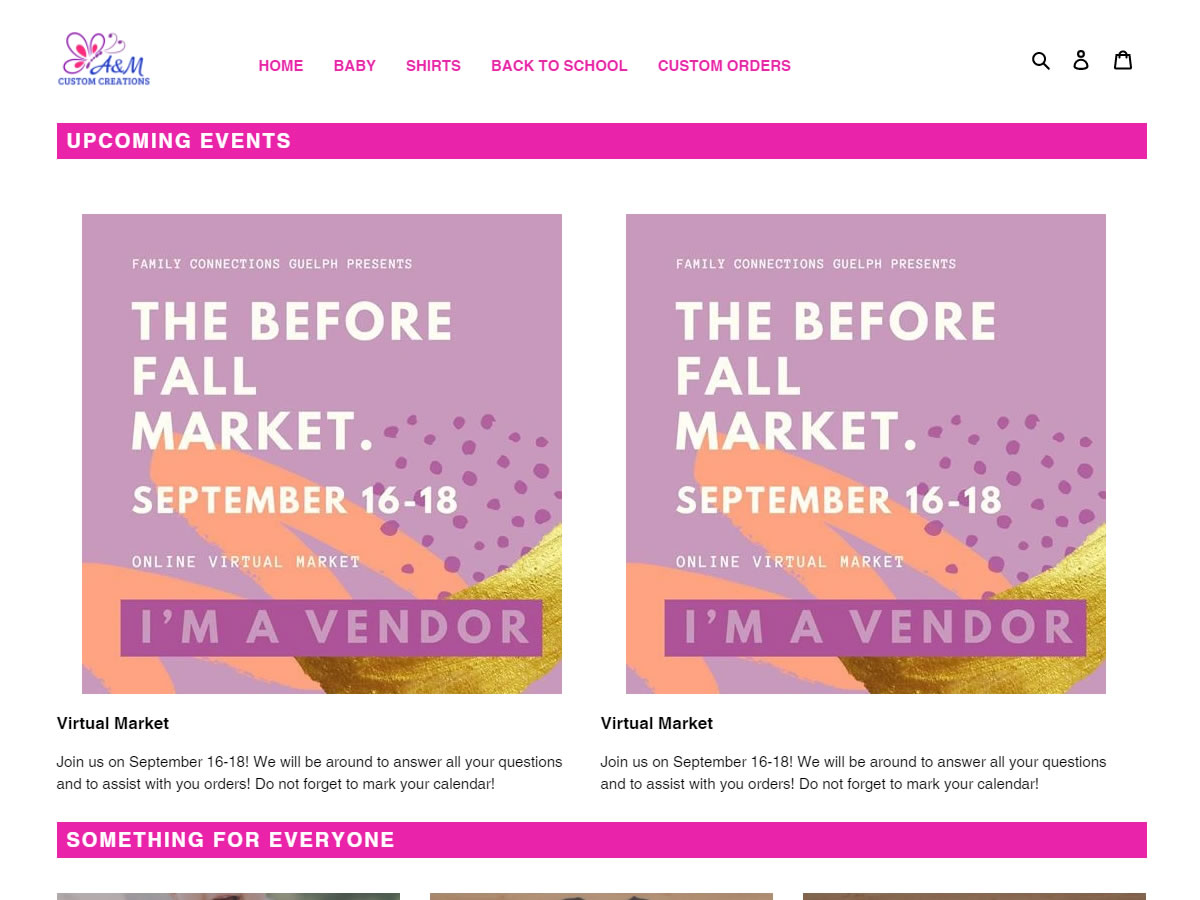 A&M
CUSTOM CREATIONS
HOME BABY SHIRTS BACK TO SCHOOL CUSTOM ORDERS
UPCOMING EVENTS
FAMILY CONNECTIONS GUELPH PRESENTS
THE BEFORE
FALL
MARKET.
SEPTEMBER 16-18
ONLINE VIRTUAL MARKET
I'M A VENDOR
Virtual Market
Join us on September 16-18! We will be around to answer all your questions
and to assist with you orders! Do not forget to mark your calendar!
FAMILY CONNECTIONS GUELPH PRESENTS
THE BEFORE
FALL
MARKET.
SEPTEMBER 16-18
ONLINE VIRTUAL MARKET
I'M A VENDOR
Virtual Market
Join us on September 16-18! We will be around to answer all your questions
and to assist with you orders! Do not forget to mark your calendar!
SOMETHING FOR EVERYONE